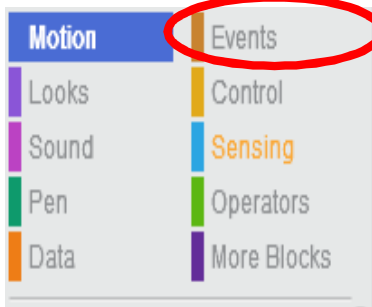 Motion Events
Looks Control
Sound Sensing
Pen Operators
Data More Blocks